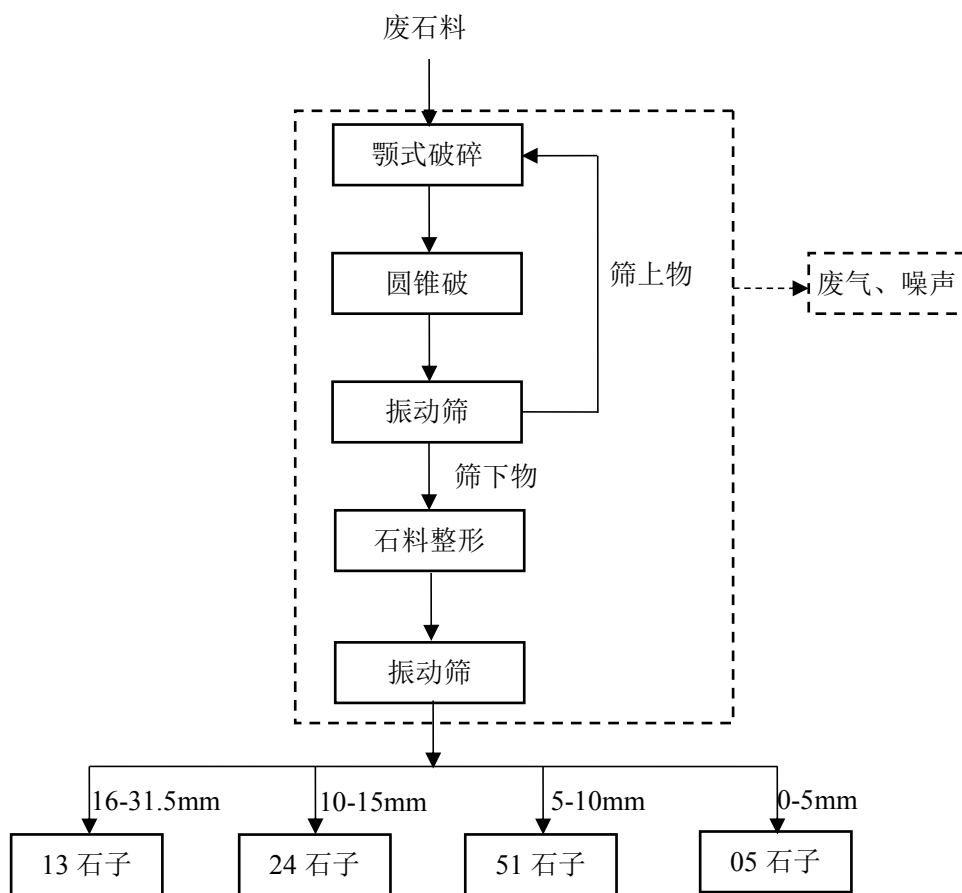 废石料
颚式破碎
圆锥破
筛上物
废气、噪声
振动筛
筛下物
石料整形
振动筛
16-31.5mm
10-15mm
5-10mm
0-5mm
13 石子
24 石子
51 石子
05 石子